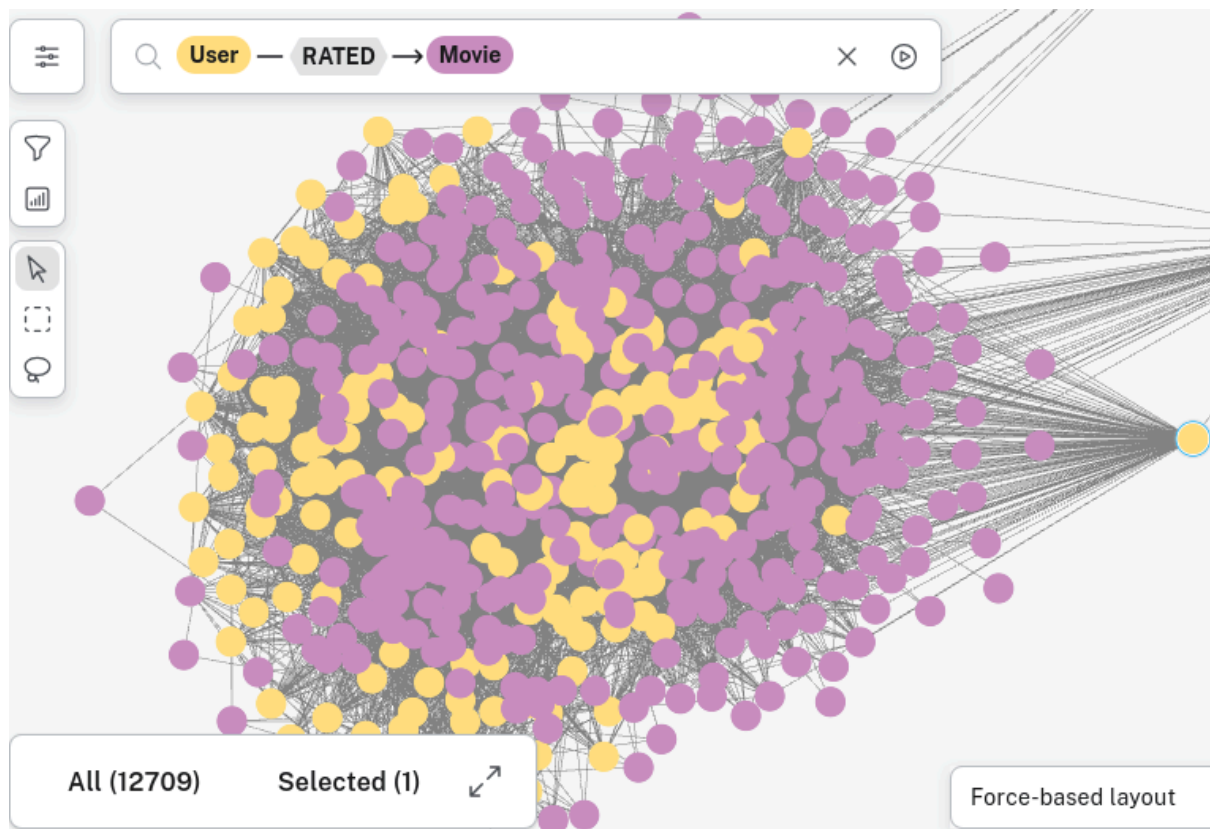 User — RATED → Movie
All (12709) Selected (1)
Force-based layout